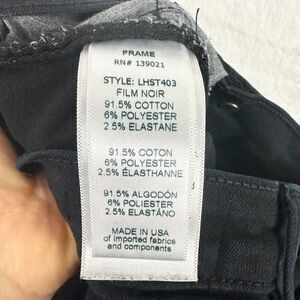 FRAME
RN# 139021
STYLE: LHST403
FILM NOIR
91.5% COTTON
6% POLYESTER
2.5% ELASTANE
91.5% COTON
6% POLYESTER
2.5% ÉLASTHANNE
91.5% ALGODÓN
6% POLIESTER
2.5% ELASTÁNO
MADE IN USA
of imported fabrics
and components